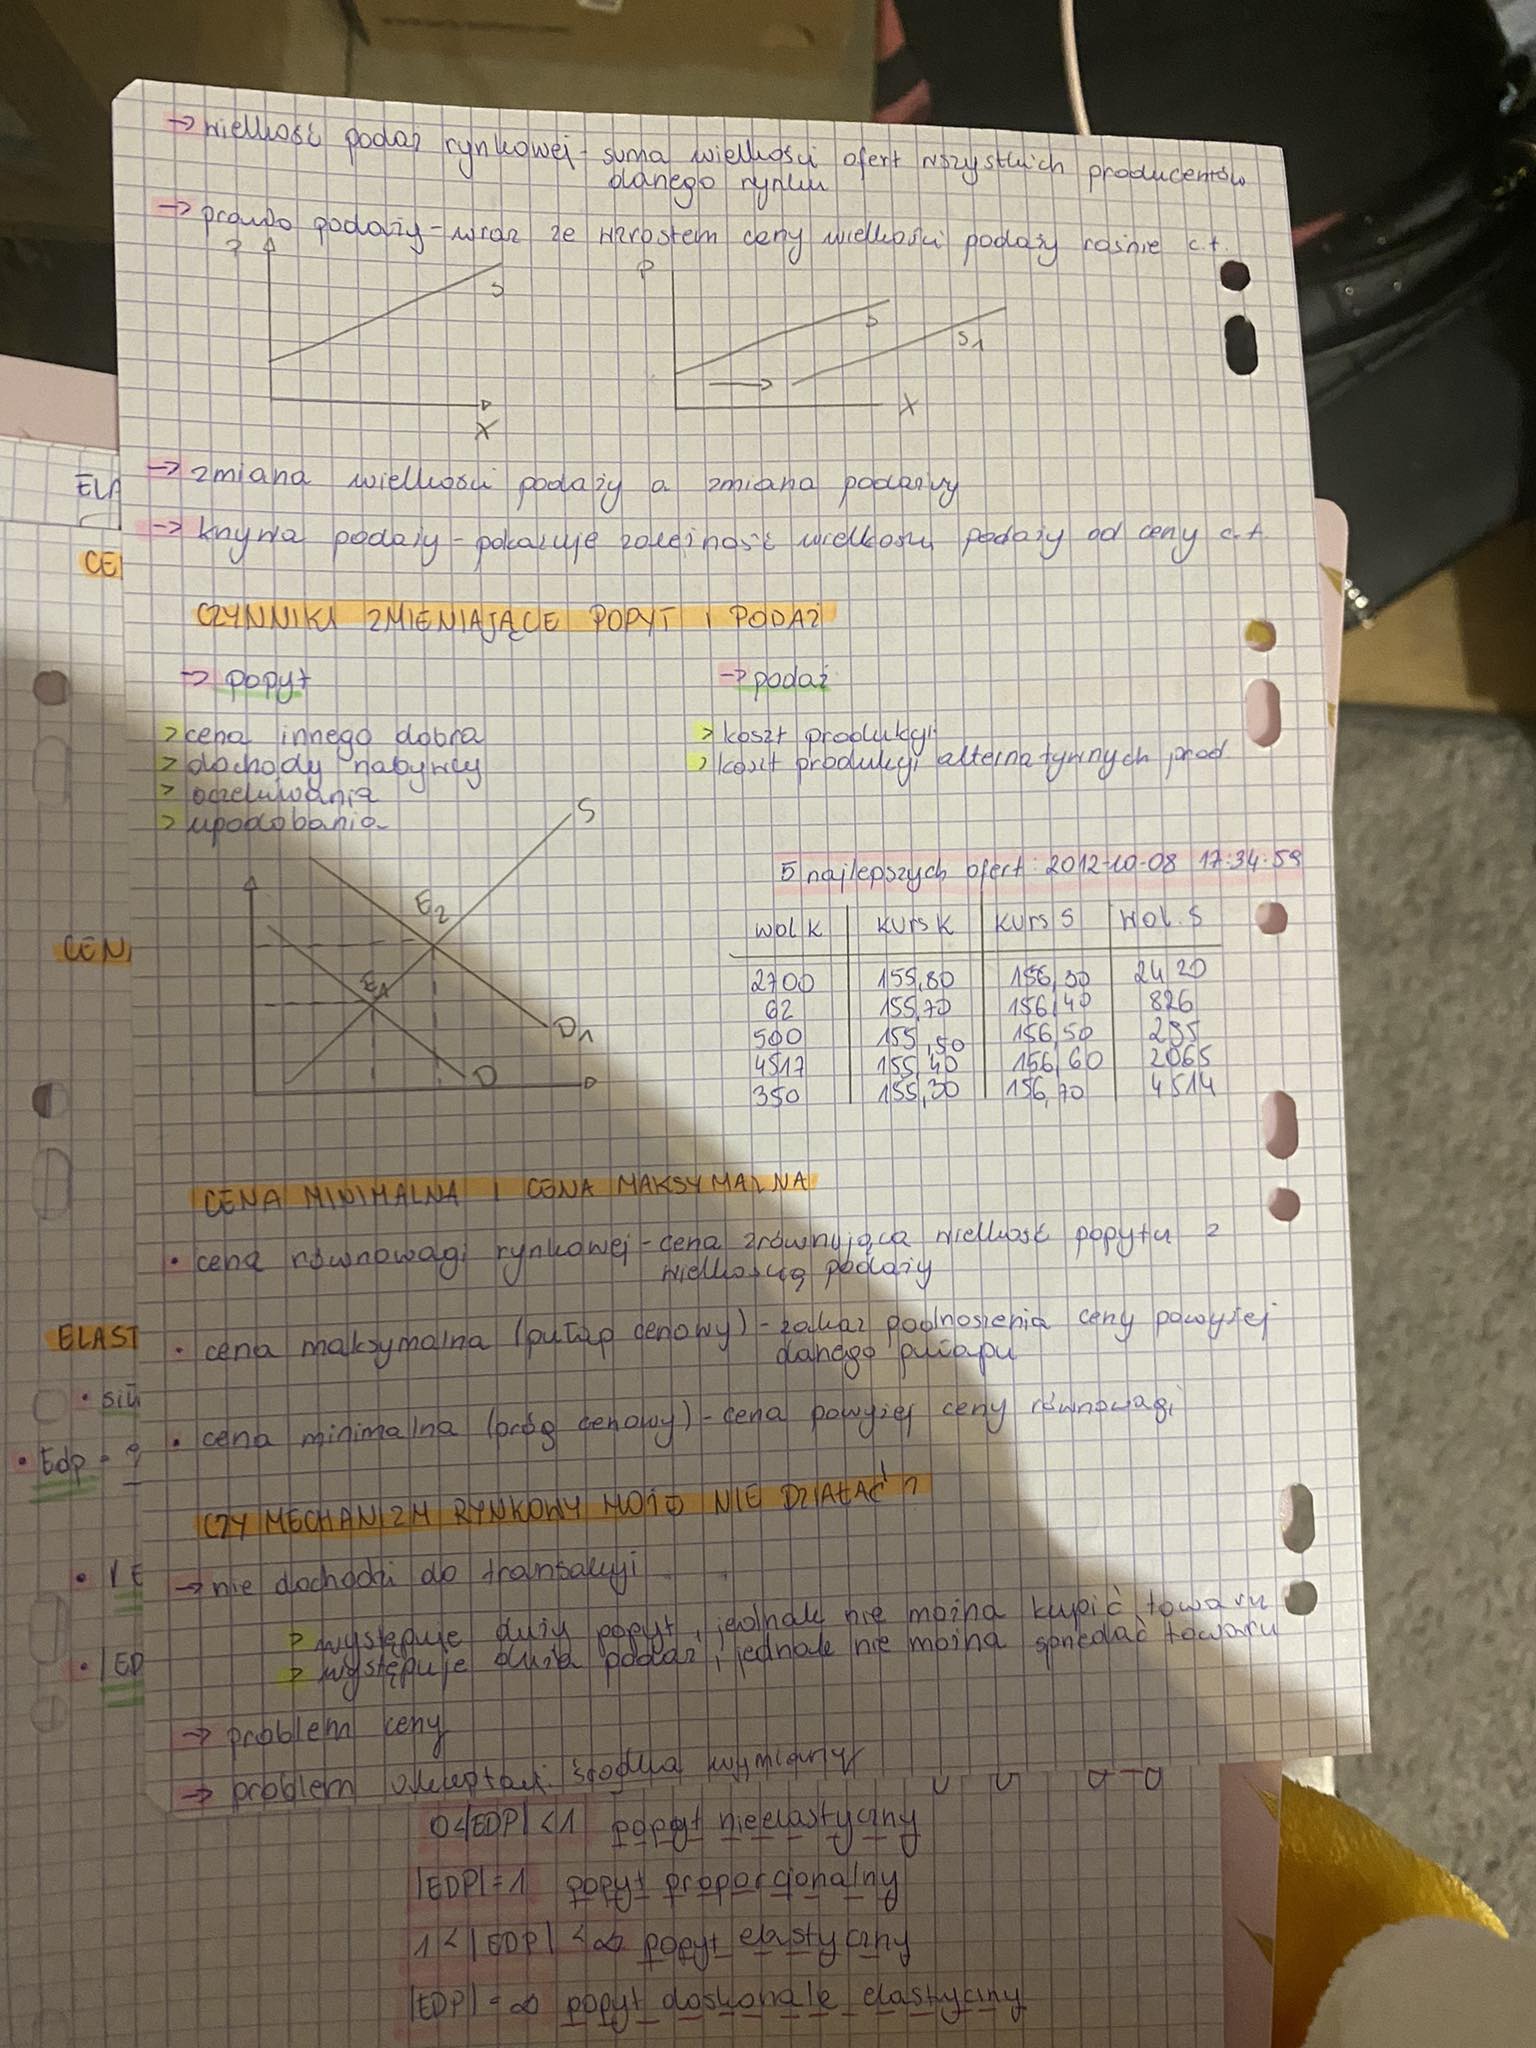 → wielkość podaż rynkowej - suma wielkości ofert wszystkich producentów
danego rynku
→ prawo podaży - wraz ze wzrostem ceny wielkości podaży rośnie c.t.
P
S
X
P
S
S1
X
→ zmiana wielkości podaży a zmiana podaży
→ krzywa podaży - pokazuje zależność wielkości podaży od ceny c.t
CZYNNIKI ZMIENIAJĄCE POPYT I PODAŻ
→ popyt
→ podaż
> cena innego dobra
> dochody nabywcy
> oczekiwania
> upodobania
> koszt produkcji
> koszt produkcji alternatywnych prod.
S
E2
E1
D1
D
5 najlepszych ofert: 2012-10-08 17:34:59
wol K | kurs K | kurs S | wol. S
2700 | 155,80 | 156,30 | 2420
62 | 155,70 | 156,40 | 826
500 | 155,50 | 156,50 | 295
4517 | 155,40 | 156,60 | 2065
350 | 155,30 | 156,70 | 4514
CENA MINIMALNA I CENA MAKSYMALNA
• cena równowagi rynkowej - cena zrównująca wielkość popytu z
wielkością podaży
• cena maksymalna (pułap cenowy) - zakaz podnoszenia ceny powyżej
danego pułapu
• cena minimalna (próg cenowy) - cena powyżej ceny równowagi
CZY MECHANIZM RYNKOWY MOŻE NIE DZIAŁAĆ?
→ nie dochodzi do transakcji
> występuje duży popyt, jednak nie można kupić towaru
> występuje duża podaż, jednak nie można sprzedać towaru
→ problem ceny
→ problem akceptacji środka wymiany
ELA
CE
CEN
ELAST
• Edp =
0<|EDP|<1 popyt nieelastyczny
|EDP|=1 popyt proporcjonalny
1<|EDP|<∞ popyt elastyczny
|EDP|=∞ popyt doskonale elastyczny